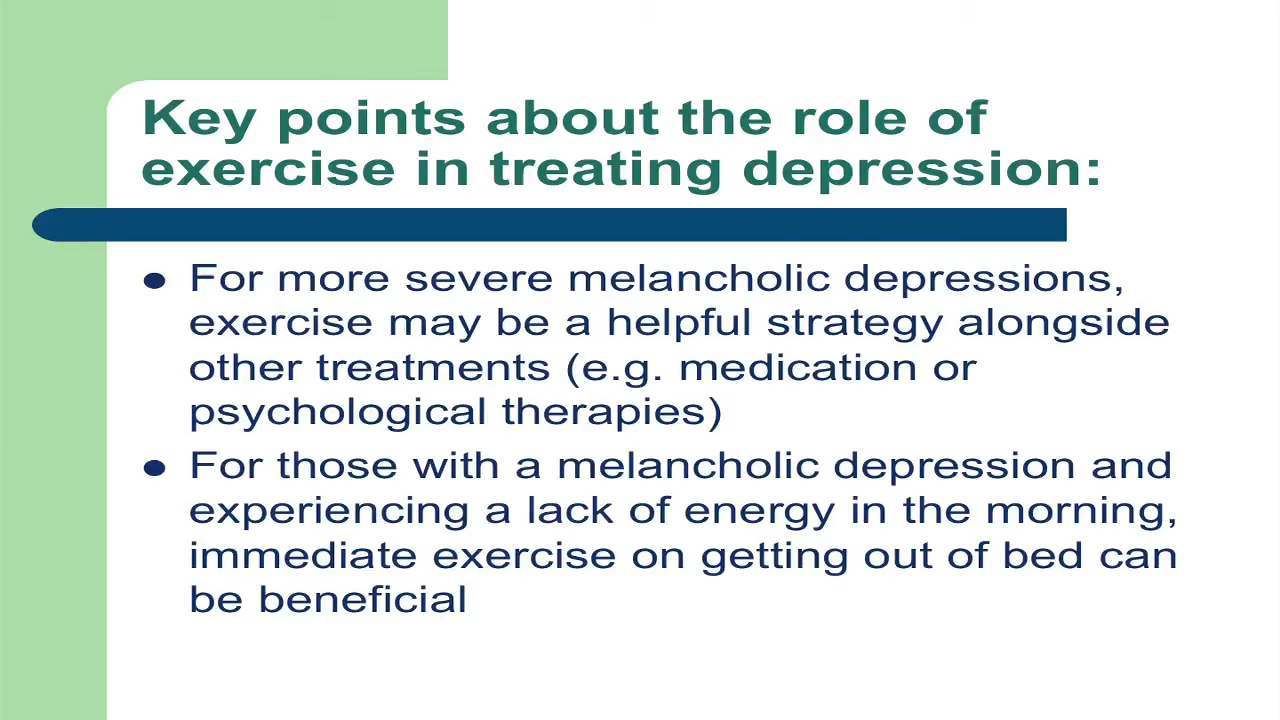 Key points about the role of
exercise in treating depression:
● For more severe melancholic depressions,
exercise may be a helpful strategy alongside
other treatments (e.g. medication or
psychological therapies)
● For those with a melancholic depression and
experiencing a lack of energy in the morning,
immediate exercise on getting out of bed can
be beneficial